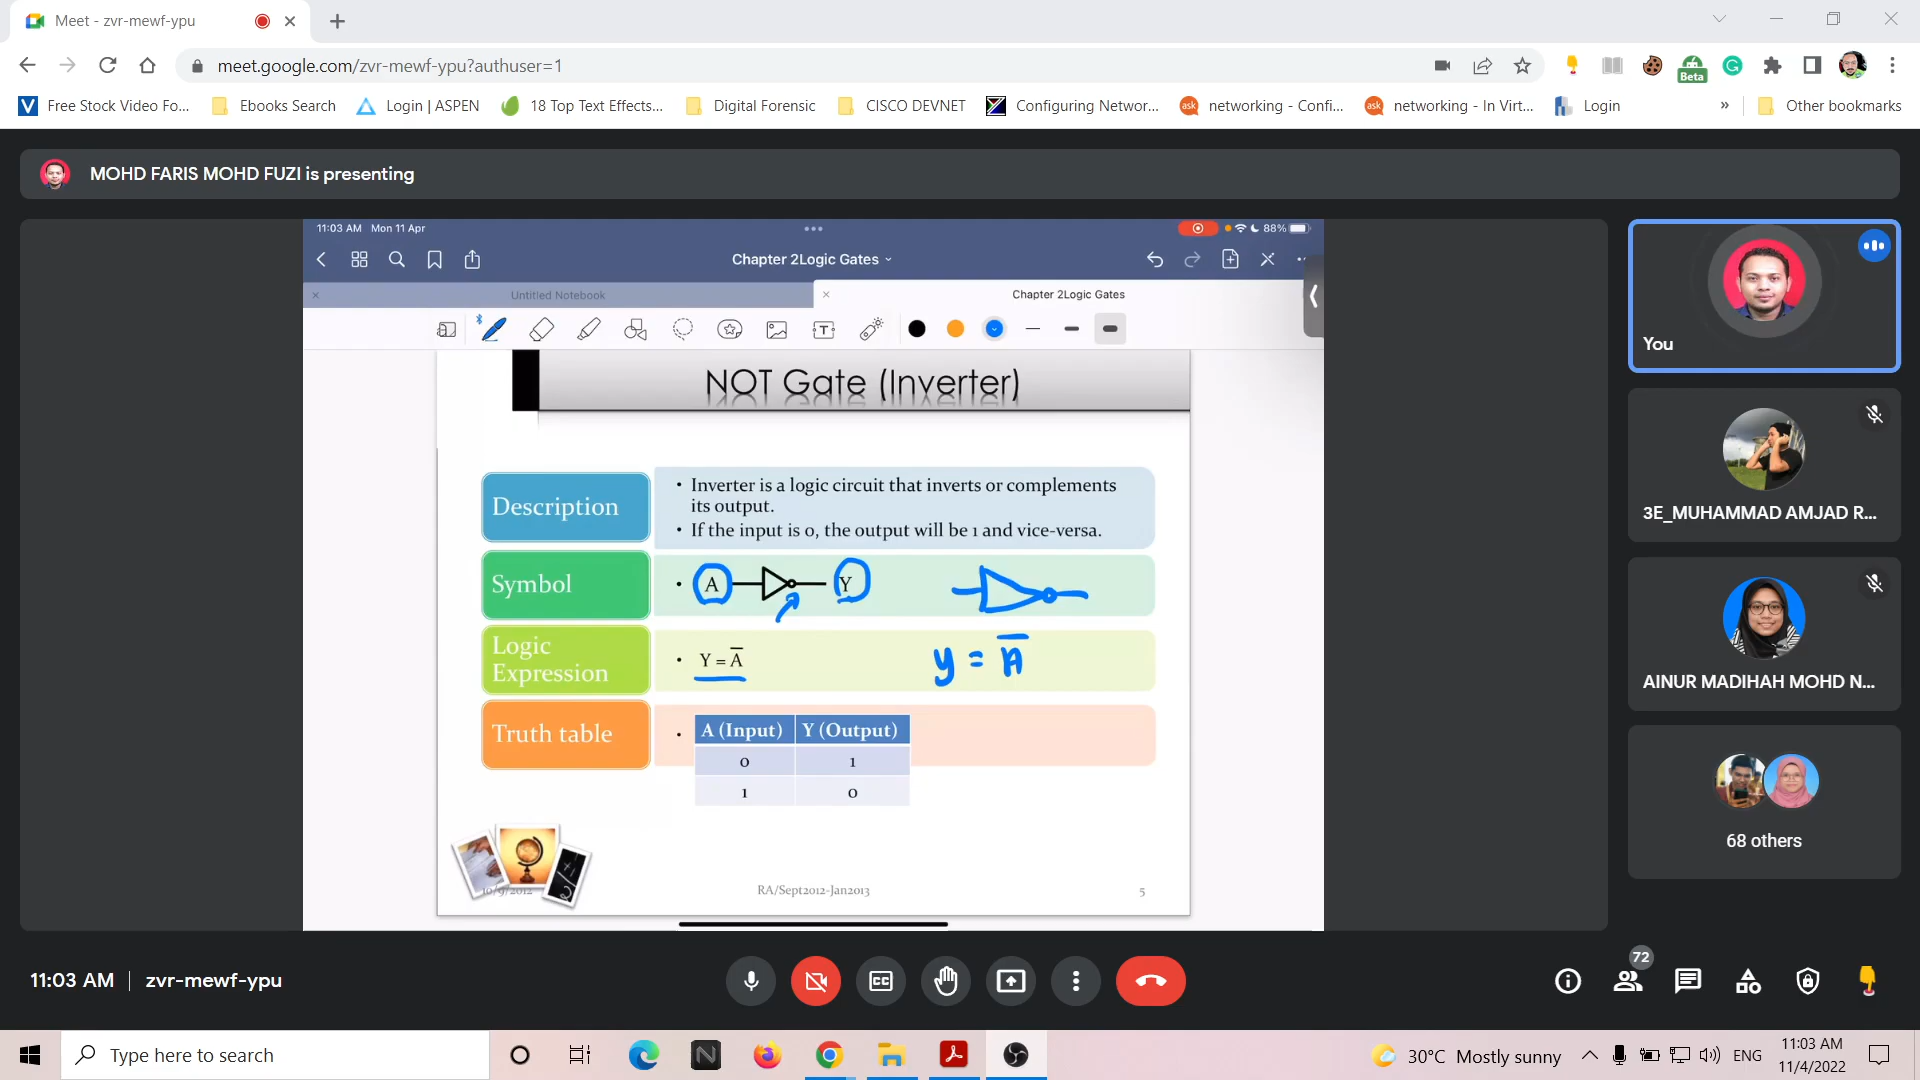 Meet - zvr-mewf-ypu
meet.google.com/zvr-mewf-ypu?authuser=1
Beta
Free Stock Video Fo...
Ebooks Search
Login | ASPEN
18 Top Text Effects...
Digital Forensic
CISCO DEVNET
Configuring Networ...
ask
networking - Confi...
ask
networking - In Virt...
Login
»
Other bookmarks
MOHD FARIS MOHD FUZI is presenting
11:03 AM Mon 11 Apr
88%
Chapter 2Logic Gates
Untitled Notebook
Chapter 2Logic Gates
NOT Gate (Inverter)
Description
• Inverter is a logic circuit that inverts or complements
its output.
• If the input is 0, the output will be 1 and vice-versa.
Symbol
• A Y
Logic
Expression
• Y = A̅
y = A̅
Truth table
• A (Input) Y (Output)
0 1
1 0
10/9/2012
RA/Sept2012-Jan2013
5
You
3E_MUHAMMAD AMJAD R...
AINUR MADIHAH MOHD N...
68 others
11:03 AM | zvr-mewf-ypu
72
Type here to search
30°C Mostly sunny
ENG
11:03 AM
11/4/2022